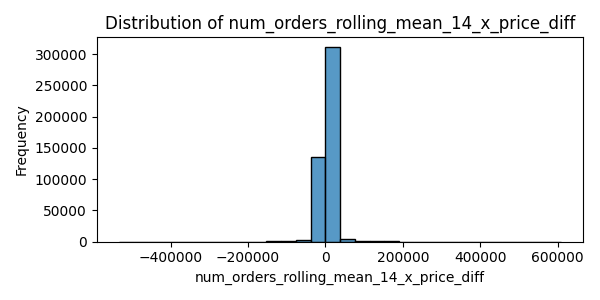 Distribution of num_orders_rolling_mean_14_x_price_diff
300000
250000
200000
150000
100000
50000
0
Frequency
−400000 −200000 0 200000 400000 600000
num_orders_rolling_mean_14_x_price_diff